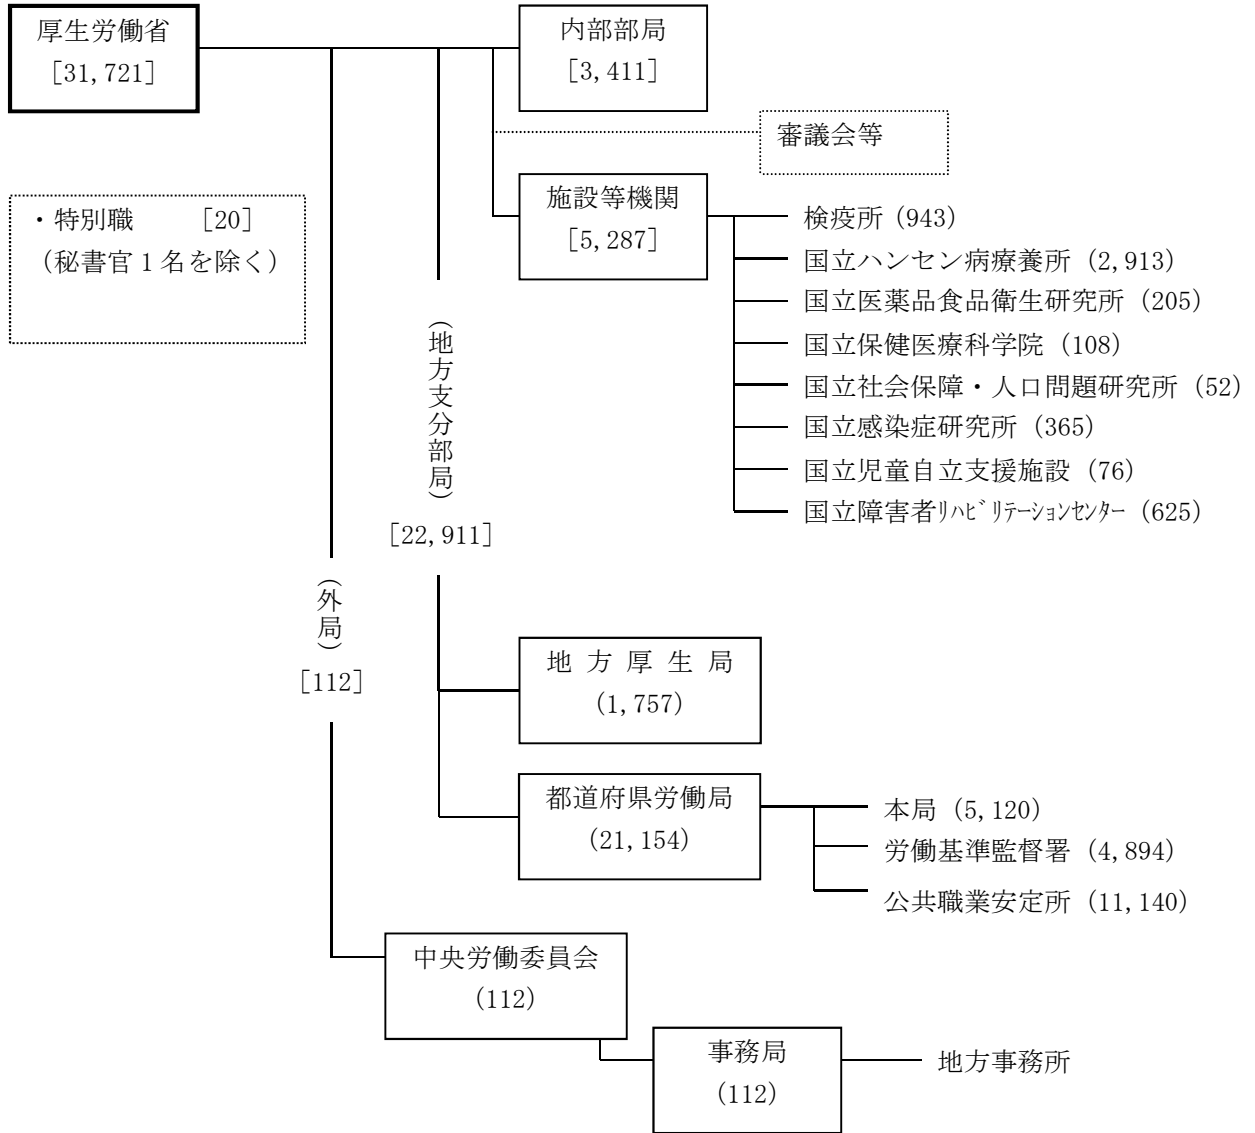 厚生労働省
[31,721]
内部部局
[3,411]
審議会等
施設等機関
[5,287]
・特別職 [20]
(秘書官1名を除く)
検疫所 (943)
国立ハンセン病療養所 (2,913)
国立医薬品食品衛生研究所 (205)
国立保健医療科学院 (108)
国立社会保障・人口問題研究所 (52)
国立感染症研究所 (365)
国立児童自立支援施設 (76)
国立障害者ﾘﾊﾋﾞﾘﾃｰｼｮﾝｾﾝﾀｰ (625)
(地方支分部局)
[22,911]
(外局)
[112]
地方厚生局
(1,757)
都道府県労働局
(21,154)
本局 (5,120)
労働基準監督署 (4,894)
公共職業安定所 (11,140)
中央労働委員会
(112)
事務局
(112)
地方事務所